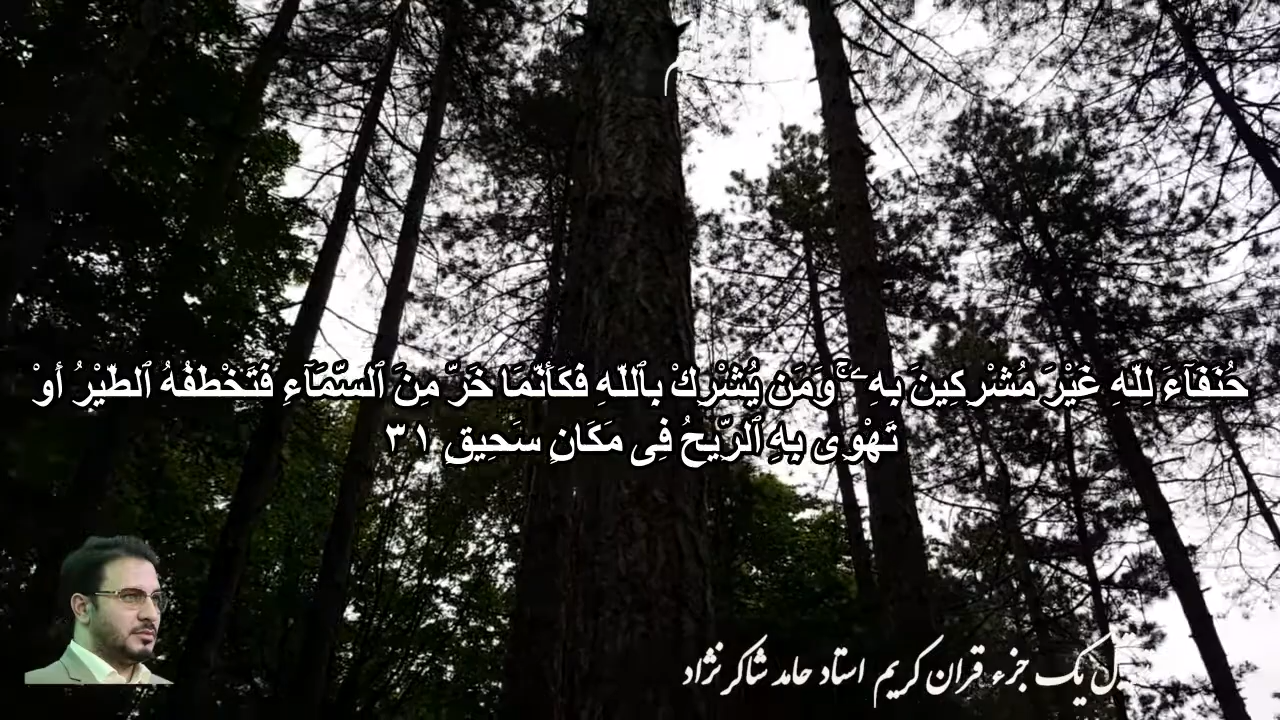 م
حُنَفَآءَ لِلَّهِ غَيْرَ مُشْرِكِينَ بِهِۦ ۚ وَمَن يُشْرِكْ بِٱللَّهِ فَكَأَنَّمَا خَرَّ مِنَ ٱلسَّمَآءِ فَتَخْطَفُهُ ٱلطَّيْرُ أَوْ
تَهْوِى بِهِ ٱلرِّيحُ فِى مَكَانٍ سَحِيقٍ ٣١
یک جزء قران کریم استاد حامد شاکرنژاد